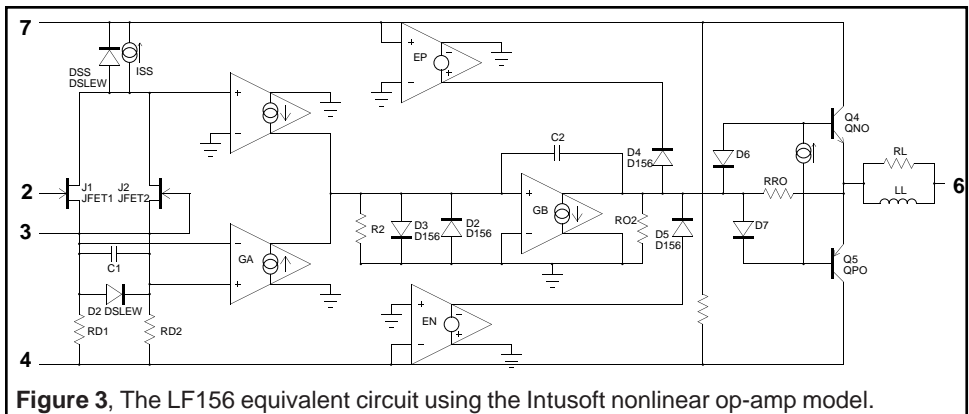 7
DSS
DSLEW
ISS
EP
Q4
QNO
C2
D4
D156
D6
RL
LL
6
2
J1
JFET1
J2
JFET2
RRO
3
R2
D3
D156
D2
D156
GB
RO2
D5
D156
D7
C1
GA
Q5
QPO
D2 DSLEW
EN
RD1
RD2
4
Figure 3, The LF156 equivalent circuit using the Intusoft nonlinear op-amp model.